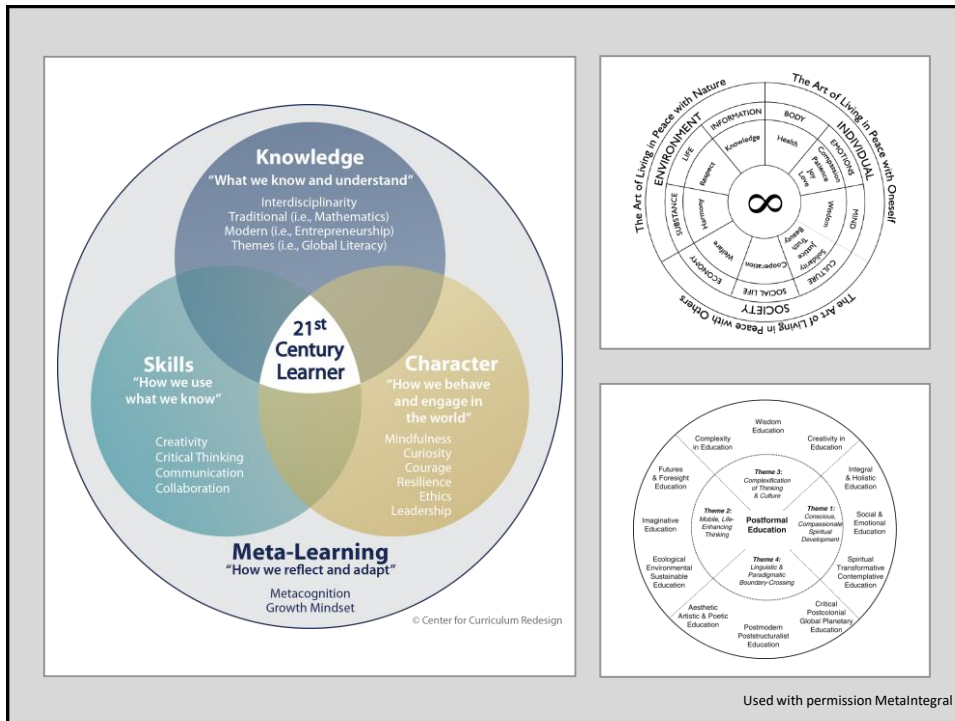 Knowledge
"What we know and understand"
Interdisciplinarity
Traditional (i.e., Mathematics)
Modern (i.e., Entrepreneurship)
Themes (i.e., Global Literacy)
21st
Century
Learner
Skills
"How we use
what we know"
Creativity
Critical Thinking
Communication
Collaboration
Character
"How we behave
and engage in
the world"
Mindfulness
Curiosity
Courage
Resilience
Ethics
Leadership
Meta-Learning
"How we reflect and adapt"
Metacognition
Growth Mindset
© Center for Curriculum Redesign
The Art of Living in Peace with Nature
The Art of Living in Peace with Oneself
The Art of Living in Peace with Others
ENVIRONMENT
INDIVIDUAL
SOCIETY
INFORMATION
BODY
EMOTIONS
MIND
CULTURE
SOCIAL LIFE
ECONOMY
SUBSTANCE
LIFE
Knowledge
Health
Compassion
Patience
Joy
Love
Wisdom
Solidarity
Justice
Truth
Beauty
Cooperation
Welfare
Harmony
Respect
∞
Wisdom
Education
Creativity in
Education
Integral
& Holistic
Education
Social &
Emotional
Education
Spiritual
Transformative
Contemplative
Education
Critical
Postcolonial
Global Planetary
Education
Postmodern
Poststructuralist
Education
Aesthetic
Artistic & Poetic
Education
Ecological
Environmental
Sustainable
Education
Imaginative
Education
Futures
& Foresight
Education
Complexity
in Education
Theme 3:
Complexification
of Thinking
& Culture
Theme 2:
Mobile, Life-
Enhancing
Thinking
Postformal
Education
Theme 1:
Conscious,
Compassionate
Spiritual
Development
Theme 4:
Linguistic &
Paradigmatic
Boundary-Crossing
Used with permission MetaIntegral